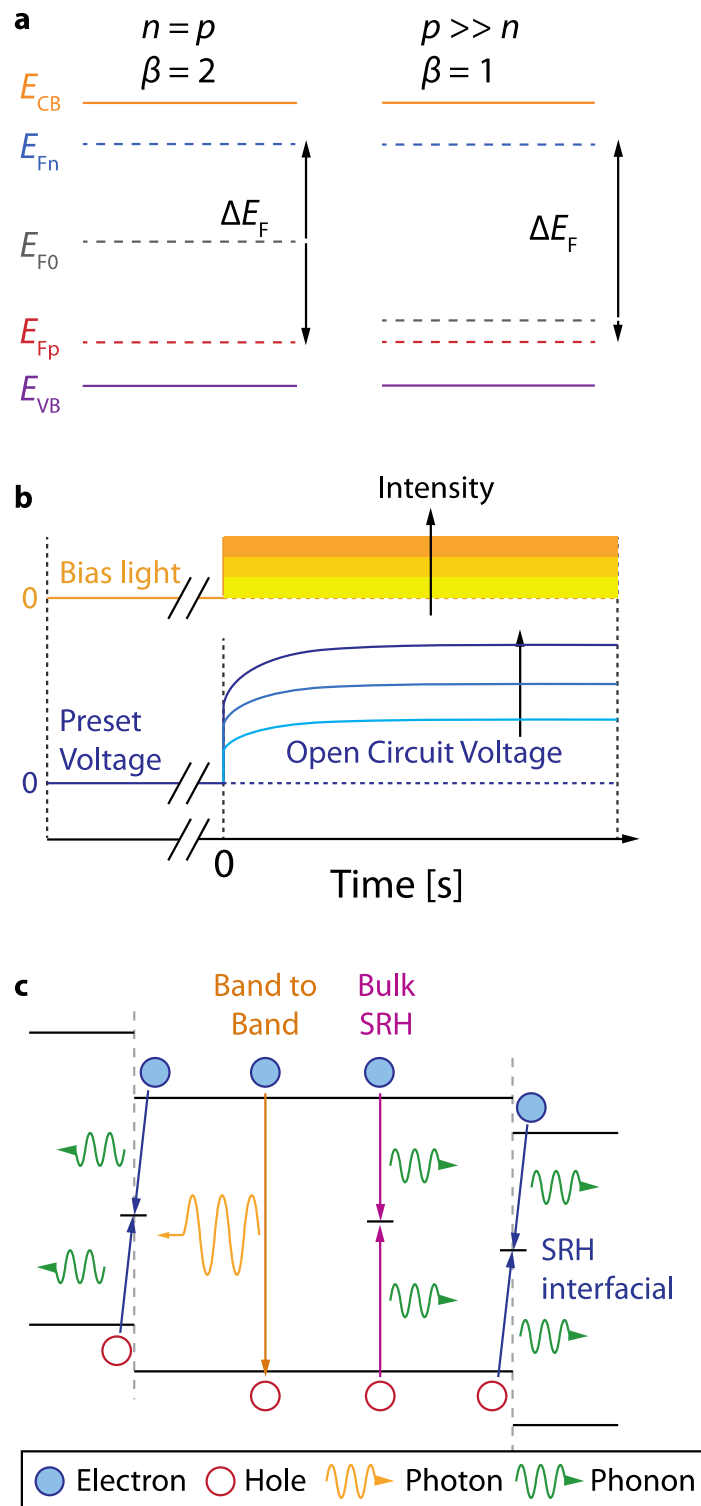 a
n = p
β = 2
p >> n
β = 1
E_CB
E_Fn
E_F0
E_Fp
E_VB
ΔE_F
ΔE_F
b
Intensity
Bias light
0
Preset
Voltage
Open Circuit Voltage
0
0
Time [s]
c
Band to
Band
Bulk
SRH
SRH
interfacial
Electron
Hole
Photon
Phonon